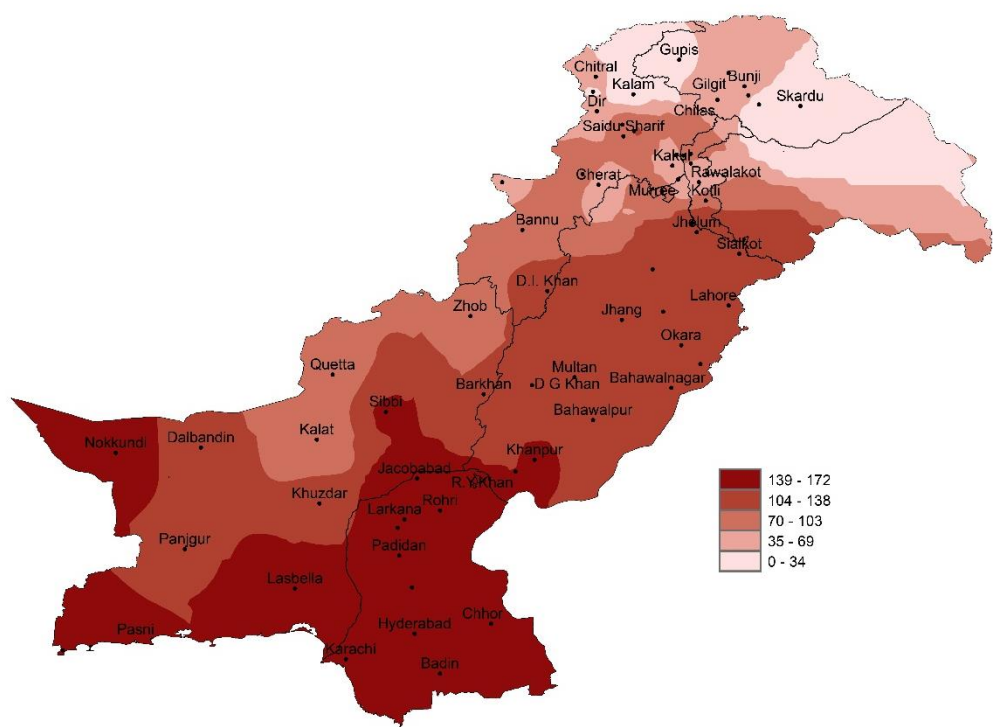 Gupis
Chitral
Kalam
Gilgit
Bunji
Skardu
Dir
Chilas
Saidu Sharif
Kakul
Cherat
Rawalakot
Murree
Kotli
Bannu
Jhelum
Sialkot
D.I. Khan
Zhob
Lahore
Jhang
Okara
Quetta
Multan
Barkhan
D G Khan
Bahawalnagar
Sibbi
Bahawalpur
Nokkundi
Dalbandin
Kalat
Khanpur
Jacobabad
R.Y.Khan
Khuzdar
Rohri
Larkana
Panjgur
Padidan
Lasbella
Chhor
Pasni
Hyderabad
Karachi
Badin
139 - 172
104 - 138
70 - 103
35 - 69
0 - 34